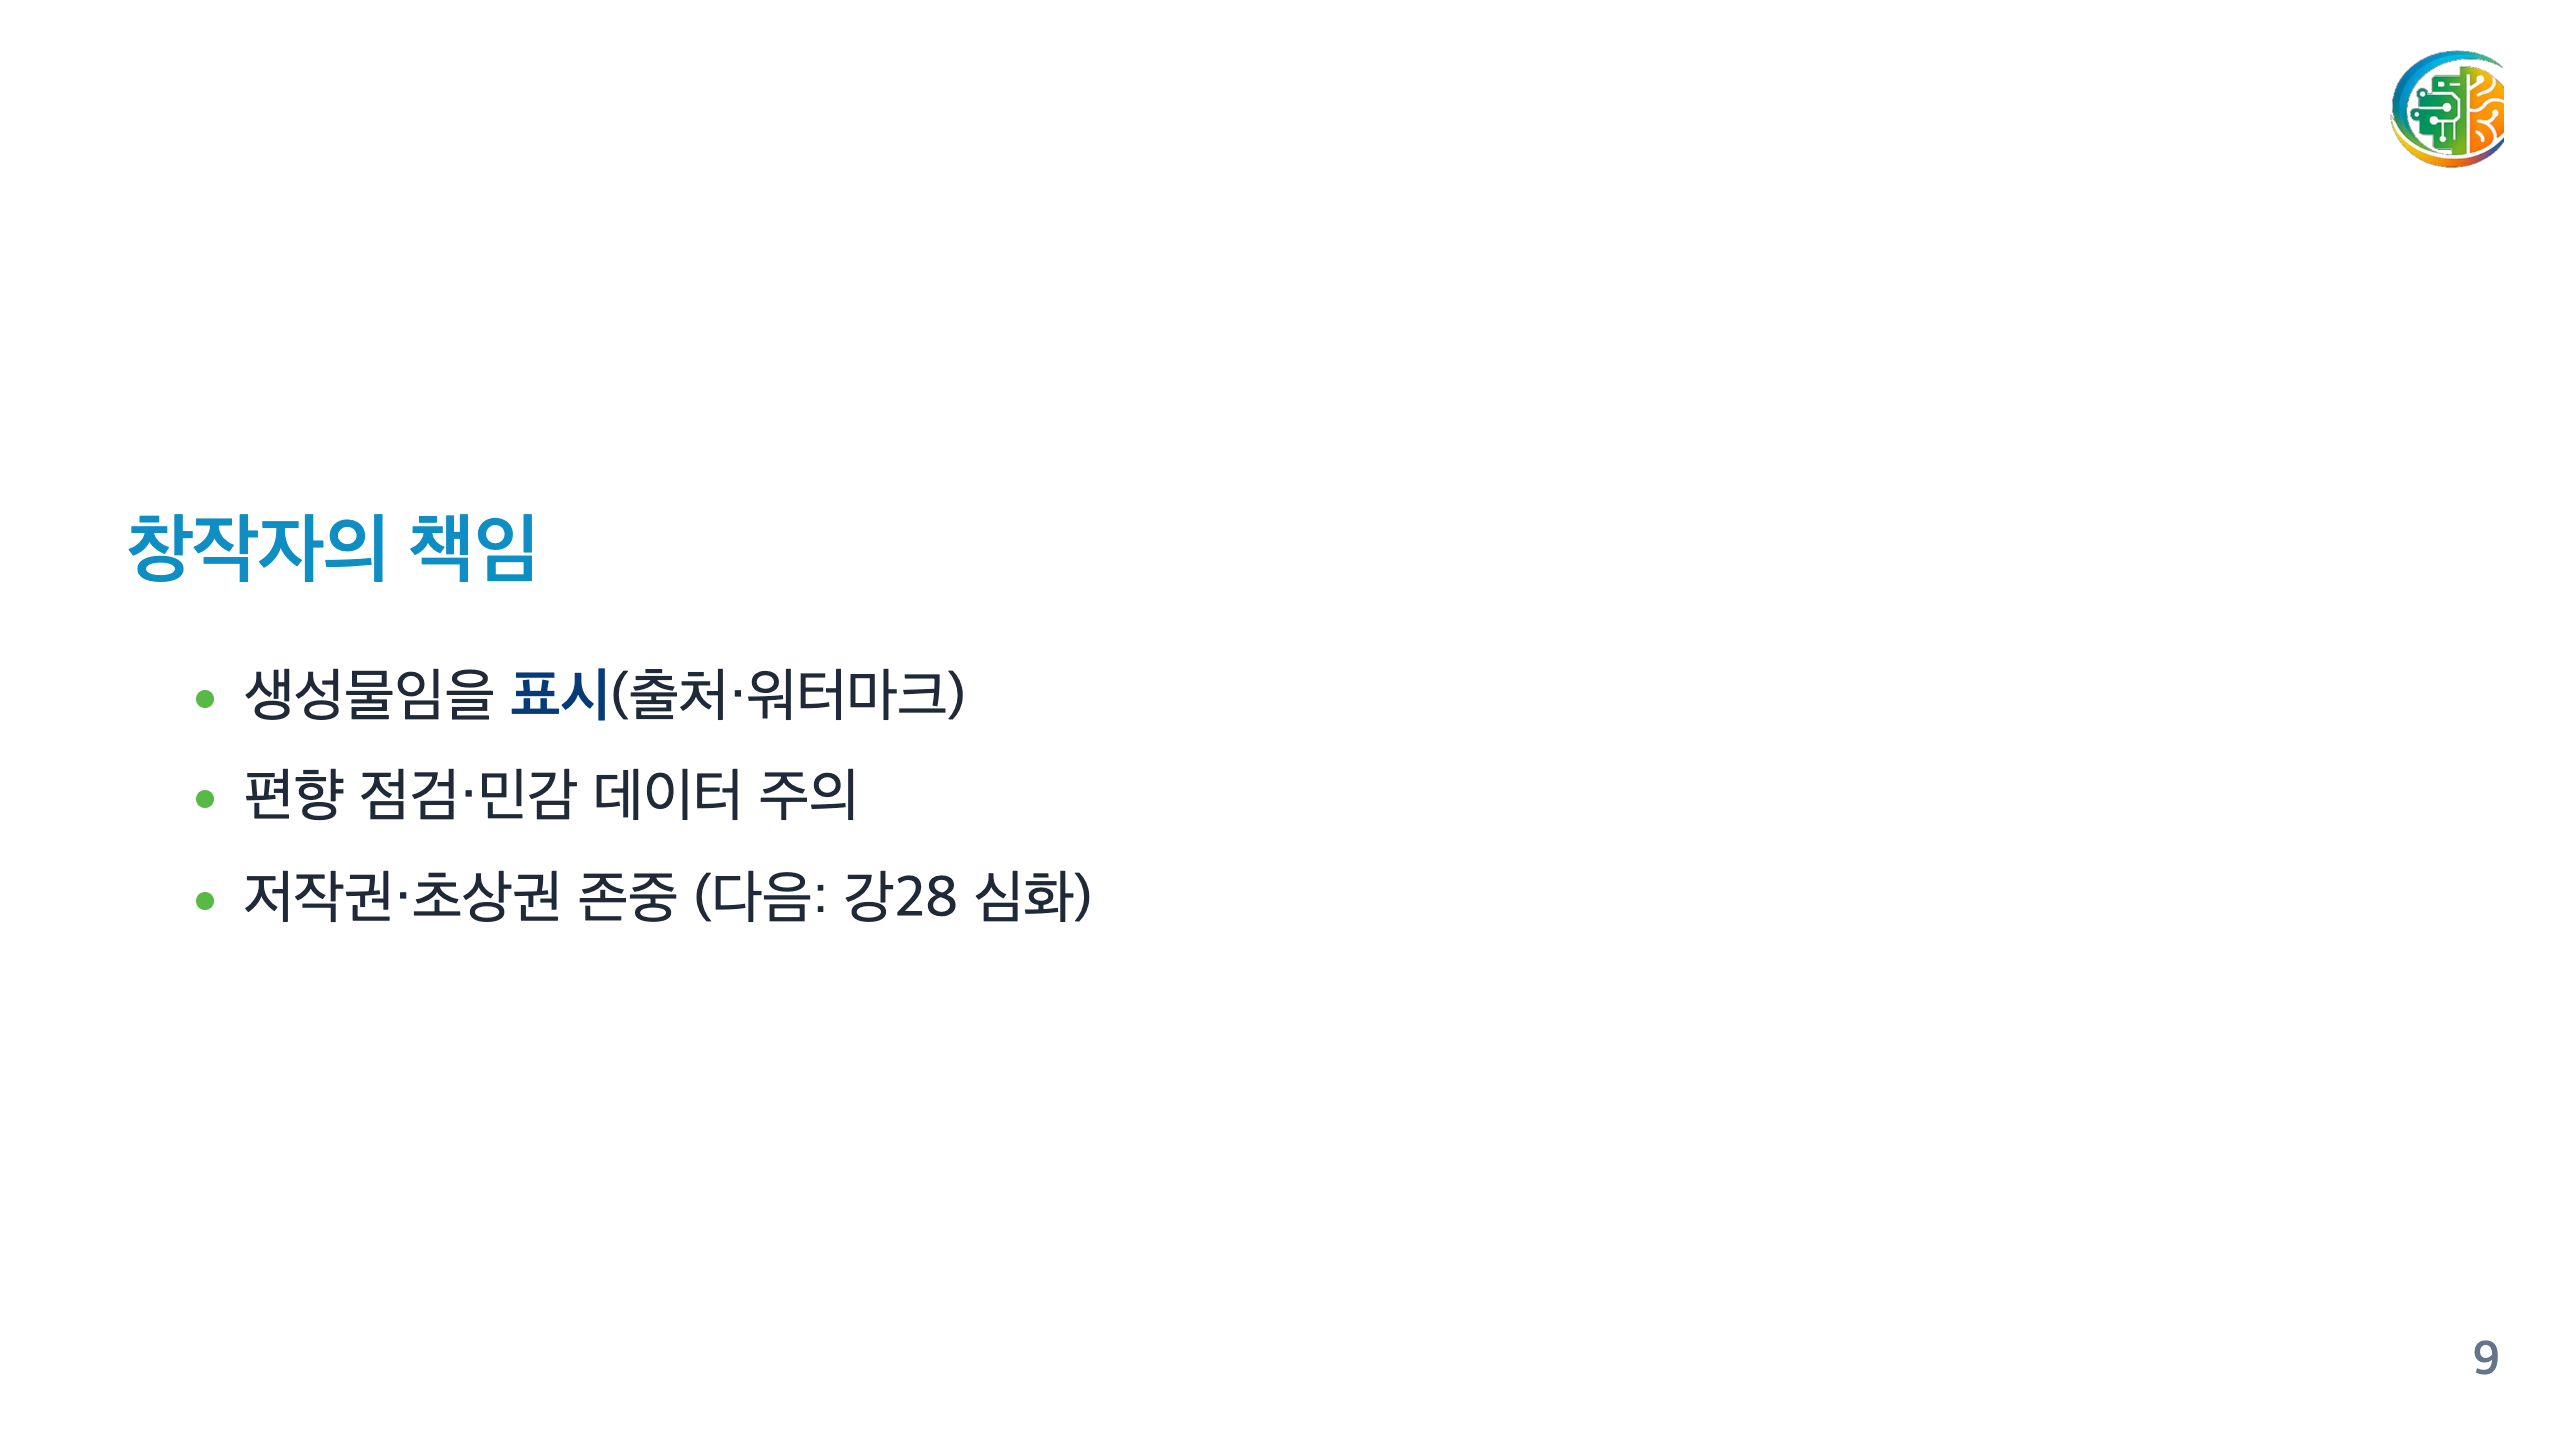 창작자의 책임
생성물임을 표시(출처·워터마크)
편향 점검·민감 데이터 주의
저작권·초상권 존중 (다음: 강28 심화)
9